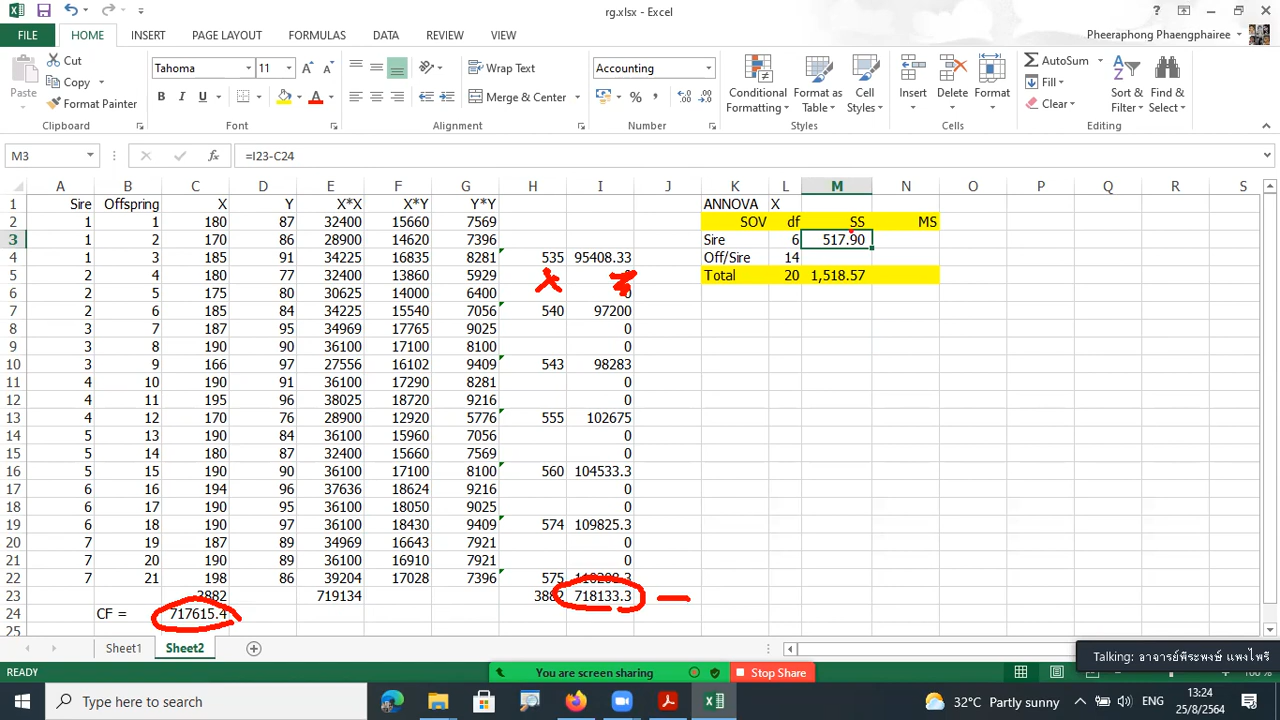 rg.xlsx - Excel
FILE HOME INSERT PAGE LAYOUT FORMULAS DATA REVIEW VIEW Pheeraphong Phaengphairee
Cut
Copy
Format Painter
Paste
Clipboard
Tahoma 11
B I U
Font
Wrap Text
Merge & Center
Alignment
Accounting
Number
Conditional Formatting
Format as Table
Cell Styles
Styles
Insert Delete Format
Cells
AutoSum
Fill
Clear
Sort & Filter
Find & Select
Editing
M3 =I23-C24
A B C D E F G H I J K L M N O P Q R S
1 Sire Offspring X Y X*X X*Y Y*Y ANNOVA X
2 1 1 180 87 32400 15660 7569 SOV df SS MS
3 1 2 170 86 28900 14620 7396 Sire 6 517.90
4 1 3 185 91 34225 16835 8281 535 95408.33 Off/Sire 14
5 2 4 180 77 32400 13860 5929 Total 20 1,518.57
6 2 5 175 80 30625 14000 6400 0
7 2 6 185 84 34225 15540 7056 540 97200
8 3 7 187 95 34969 17765 9025 0
9 3 8 190 90 36100 17100 8100 0
10 3 9 166 97 27556 16102 9409 543 98283
11 4 10 190 91 36100 17290 8281 0
12 4 11 195 96 38025 18720 9216 0
13 4 12 170 76 28900 12920 5776 555 102675
14 5 13 190 84 36100 15960 7056 0
15 5 14 180 87 32400 15660 7569 0
16 5 15 190 90 36100 17100 8100 560 104533.3
17 6 16 194 96 37636 18624 9216 0
18 6 17 190 95 36100 18050 9025 0
19 6 18 190 97 36100 18430 9409 574 109825.3
20 7 19 187 89 34969 16643 7921 0
21 7 20 190 89 36100 16910 7921 0
22 7 21 198 86 39204 17028 7396 575 110208.3
23 3882 719134 3882 718133.3
24 CF = 717615.4
25
Sheet1 Sheet2
READY
You are screen sharing Stop Share
Talking: อาจารย์พีระพงษ์ แพงไพรี
100%
Type here to search
32°C Partly sunny ENG 13:24
25/8/2564